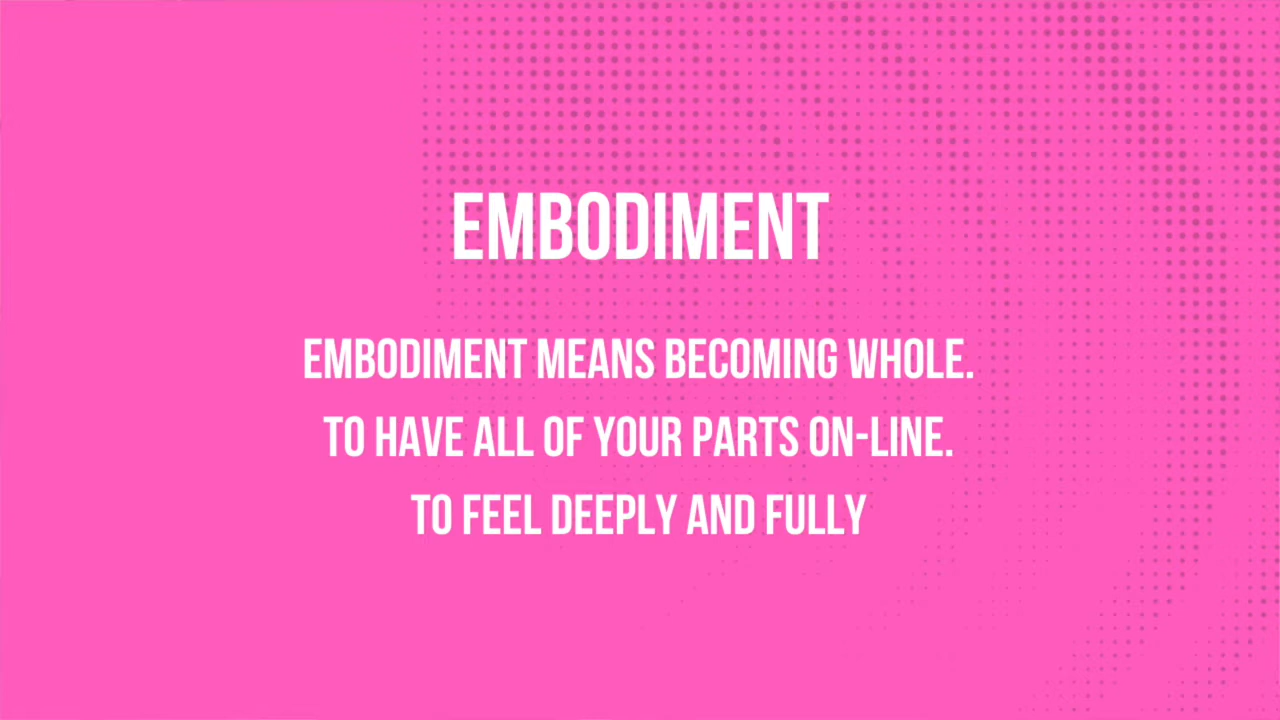 EMBODIMENT
EMBODIMENT MEANS BECOMING WHOLE.
TO HAVE ALL OF YOUR PARTS ON-LINE.
TO FEEL DEEPLY AND FULLY